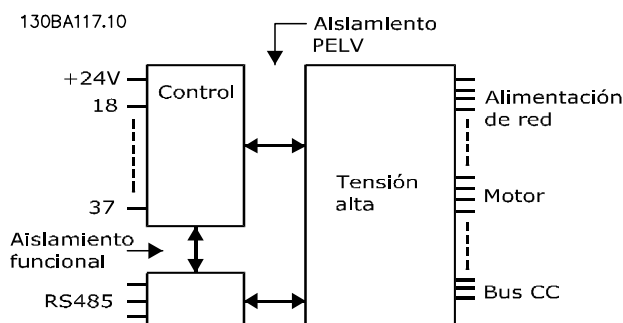 130BA117.10
Aislamiento
PELV
+24V
18
Control
37
Tensión
alta
Alimentación
de red
Motor
Bus CC
Aislamiento
funcional
RS485